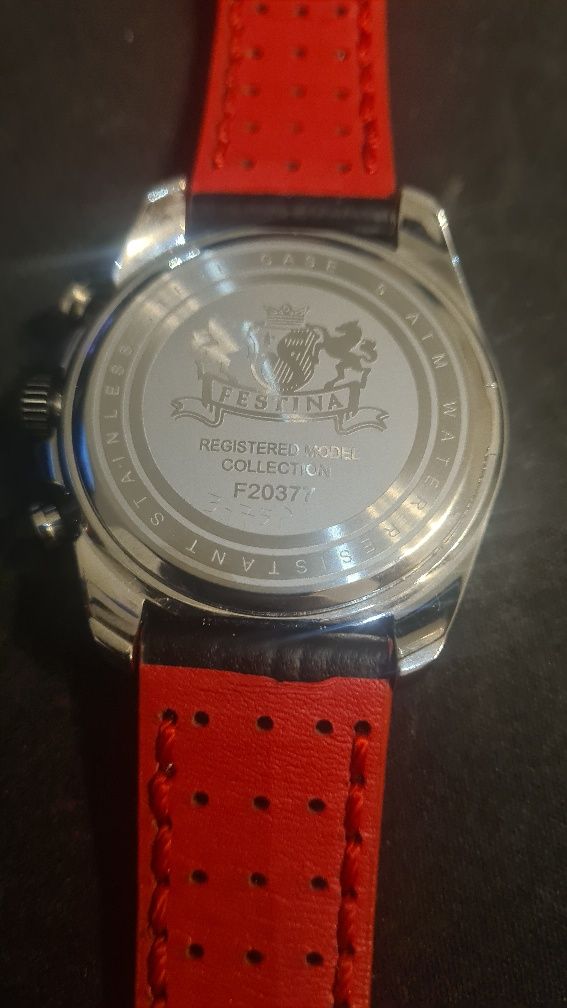 STAINLESS STEEL CASE 5 ATM WATER RESISTANT
FESTINA
REGISTERED MODEL
COLLECTION
F20377